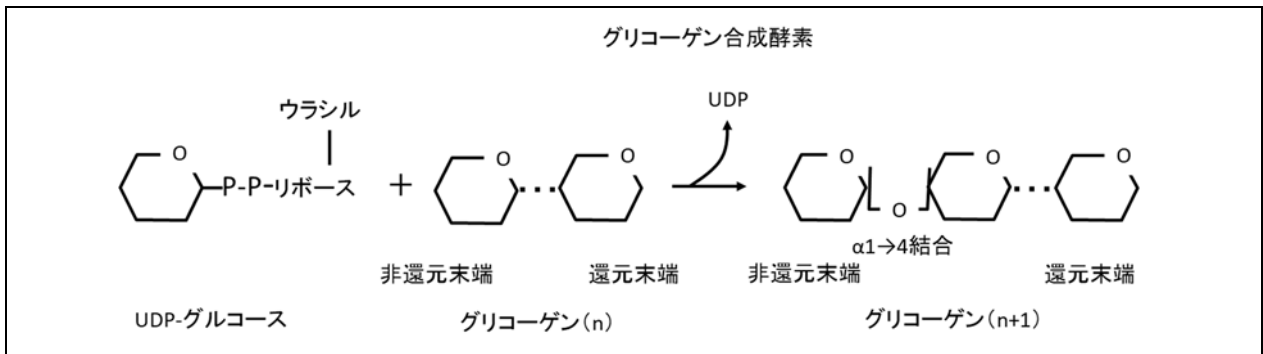 グリコーゲン合成酵素
UDP
ウラシル
O
P-P-リボース
+
O
O
O
O
O
O
α1→4結合
非還元末端
還元末端
非還元末端
還元末端
UDP-グルコース
グリコーゲン(n)
グリコーゲン(n+1)